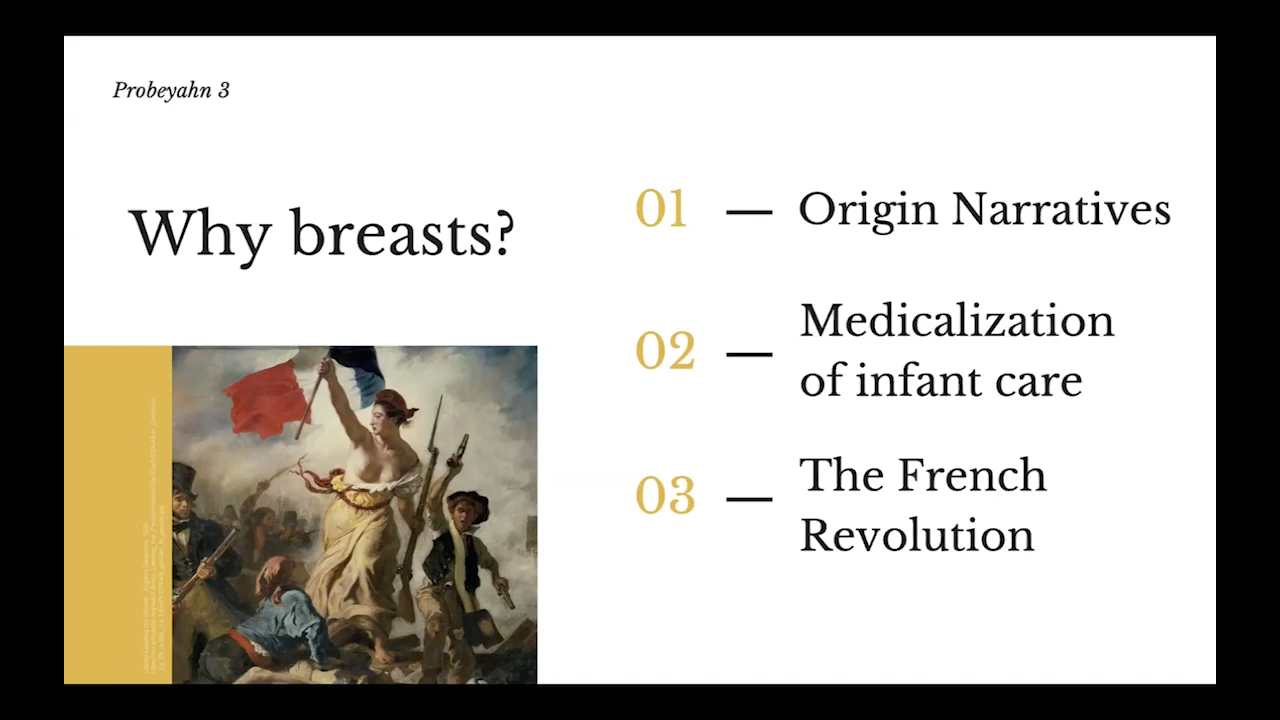 Probeyahn 3
Why breasts?
01 — Origin Narratives
02 — Medicalization
of infant care
03 — The French
Revolution